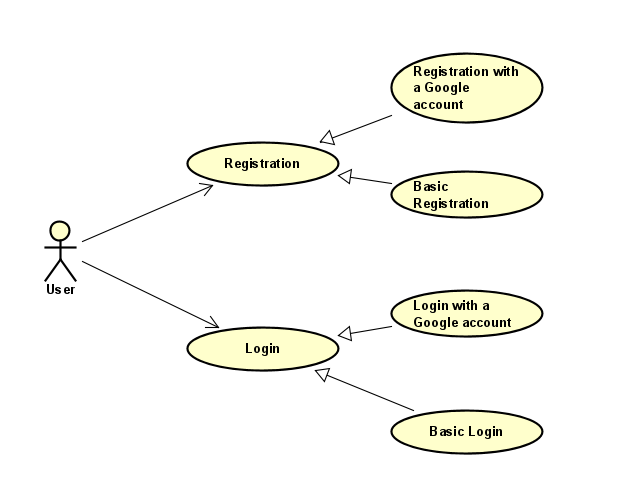 Registration with
a Google
account
Registration
Basic
Registration
User
Login with a
Google account
Login
Basic Login